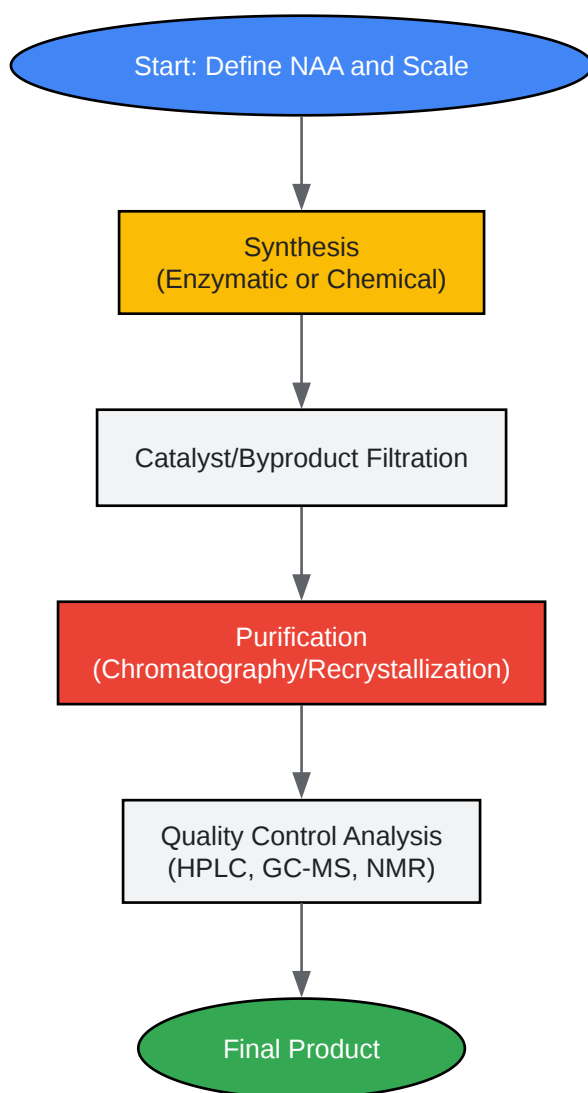 Start: Define NAA and Scale
Synthesis
(Enzymatic or Chemical)
Catalyst/Byproduct Filtration
Purification
(Chromatography/Recrystallization)
Quality Control Analysis
(HPLC, GC-MS, NMR)
Final Product